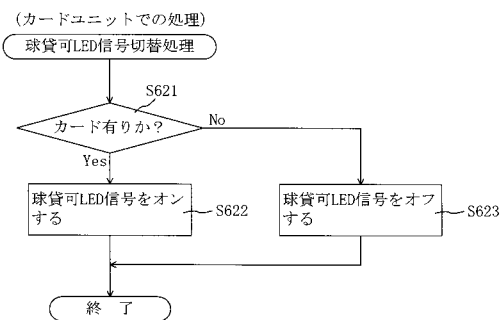 (カードユニットでの処理)
球貸可LED信号切替処理
S621
カード有りか?
No
Yes
球貸可LED信号をオン
する
S622
球貸可LED信号をオフ
する
S623
終 了